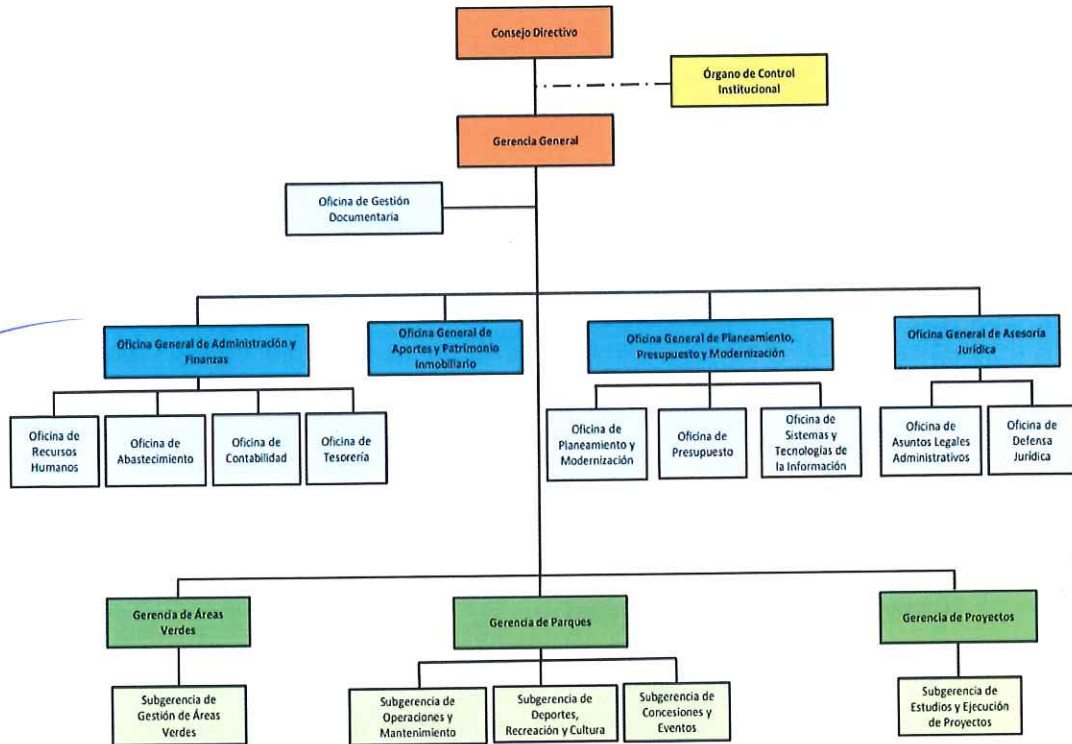 Consejo Directivo
Órgano de Control
Institucional
Gerencia General
Oficina de Gestión
Documentaria
Oficina General de Administración y
Finanzas
Oficina General de
Aportes y Patrimonio
Inmobiliario
Oficina General de Planeamiento,
Presupuesto y Modernización
Oficina General de Asesoría
Jurídica
Oficina de
Recursos
Humanos
Oficina de
Abastecimiento
Oficina de
Contabilidad
Oficina de
Tesorería
Oficina de
Planeamiento y
Modernización
Oficina de
Presupuesto
Oficina de
Sistemas y
Tecnologías de
la Información
Oficina de
Asuntos Legales
Administrativos
Oficina de
Defensa
Jurídica
Gerencia de Áreas
Verdes
Gerencia de Parques
Gerencia de Proyectos
Subgerencia de
Gestión de Áreas
Verdes
Subgerencia de
Operaciones y
Mantenimiento
Subgerencia de
Deportes,
Recreación y Cultura
Subgerencia de
Concesiones y
Eventos
Subgerencia de
Estudios y Ejecución
de Proyectos